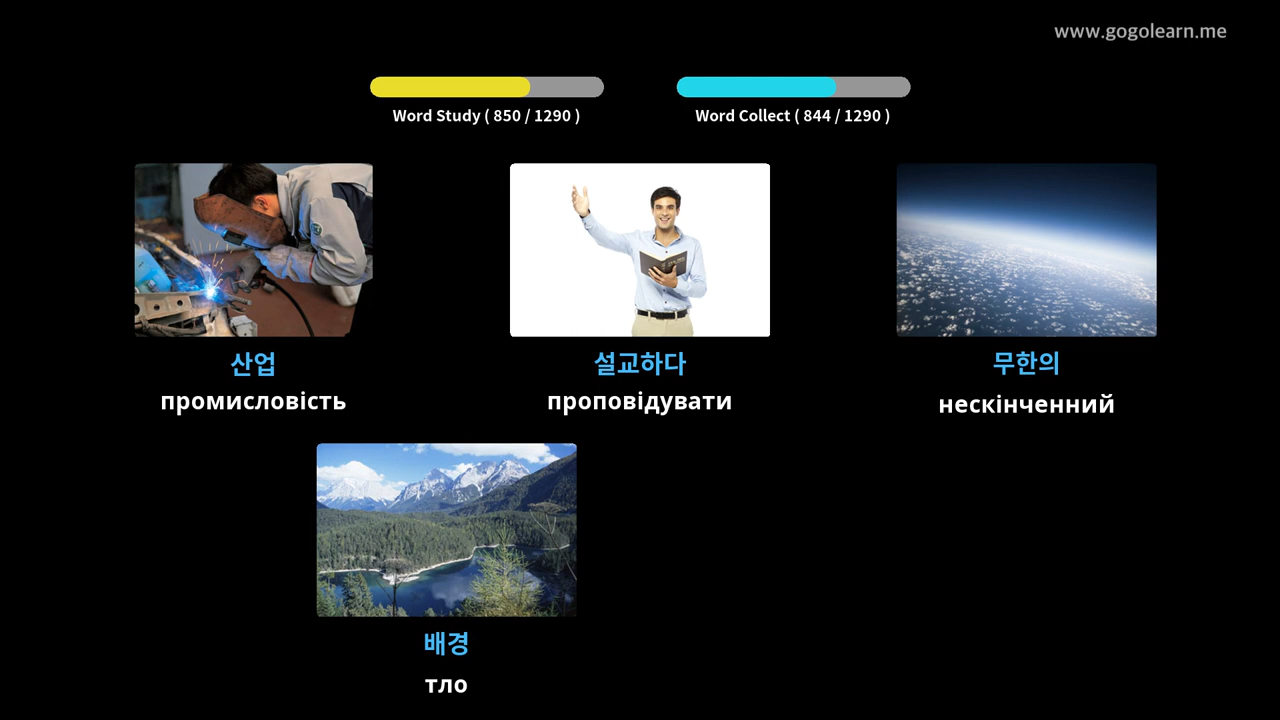 www.gogolearn.me
Word Study ( 850 / 1290 )
Word Collect ( 844 / 1290 )
산업
промисловість
설교하다
проповідувати
무한의
нескінченний
배경
тло